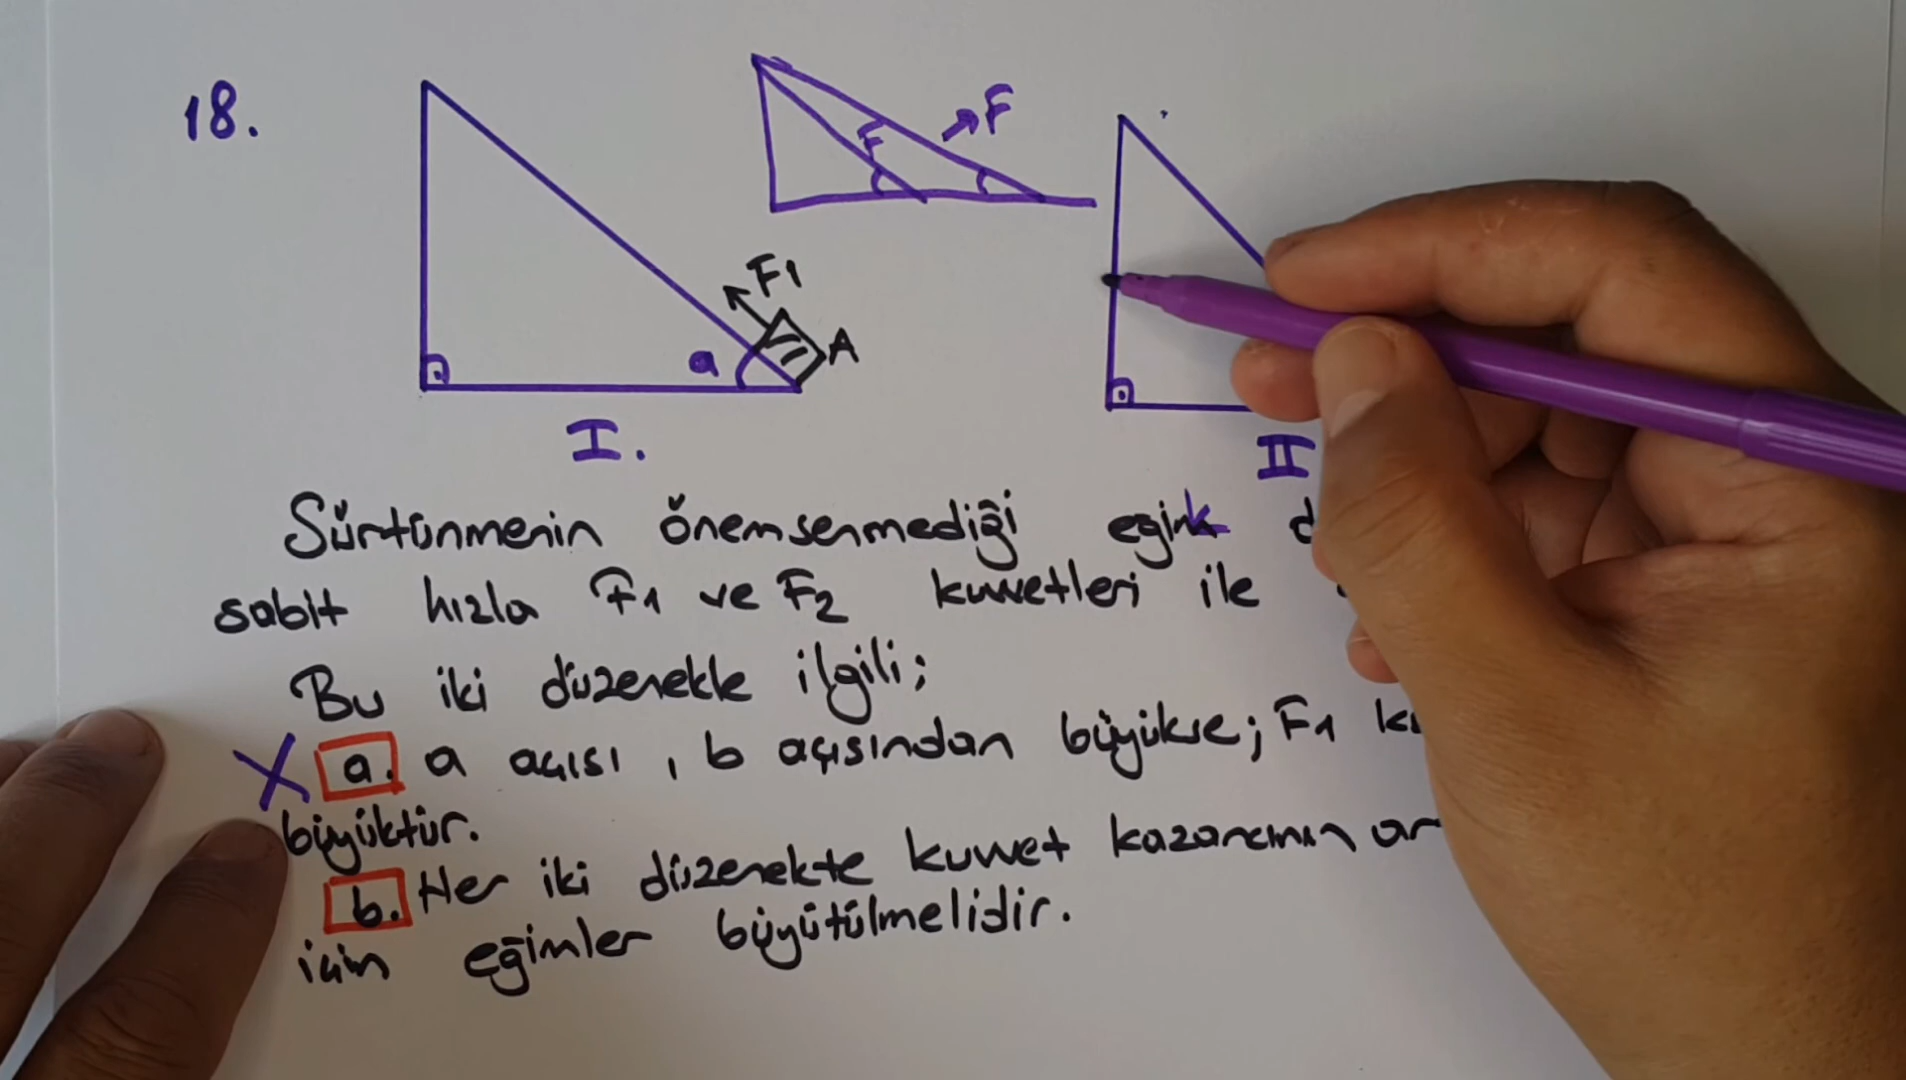 18.
F
F
F1
A
a
I.
II
Sürtünmenin önemsenmediği eğink
sabit hızla F1 ve F2 kuvvetleri ile
Bu iki düzenekle ilgili;
X a. a açısı, b açısından büyükse; F1
büyüktür.
b. Her iki düzenekte kuvvet kazancının
için eğimler büyütülmelidir.